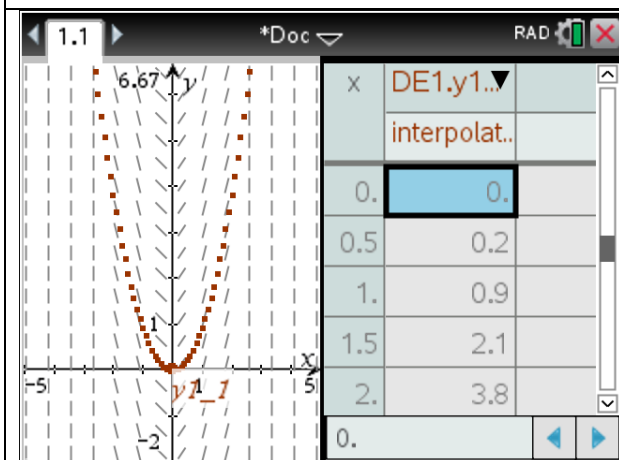 1.1
*Doc
RAD
6.67
y
1
x
-5
y1_1
1
5
-2
x DE1.y1...▼
interpolat..
0. 0.
0.5 0.2
1. 0.9
1.5 2.1
2. 3.8
0.